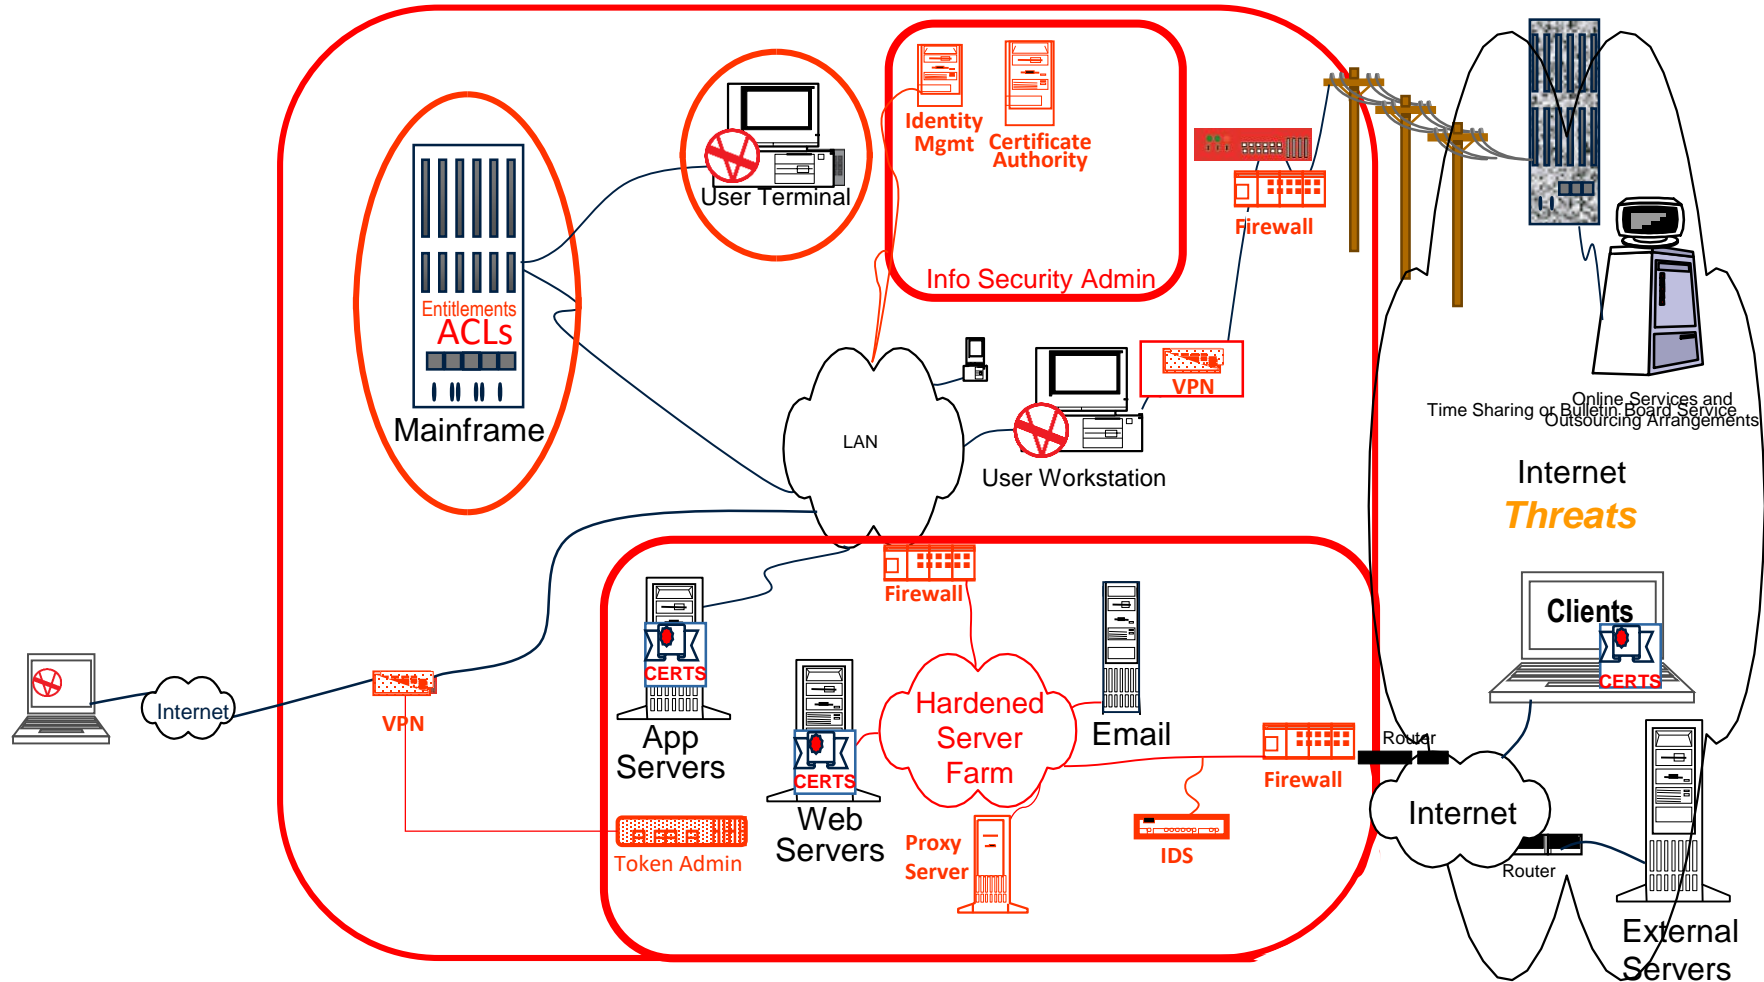 Identity
Mgmt
Certificate
Authority
User Terminal
Firewall
Info Security Admin
Entitlements
ACLs
Mainframe
VPN
LAN
User Workstation
Online Services and
Time Sharing or Bulletin Board Service
Outsourcing Arrangements
Internet
Threats
Firewall
Clients
CERTS
CERTS
Internet
VPN
App
Servers
Hardened
Server
Farm
Email
Router
Firewall
CERTS
Web
Servers
Internet
Token Admin
Proxy
Server
IDS
Router
External
Servers